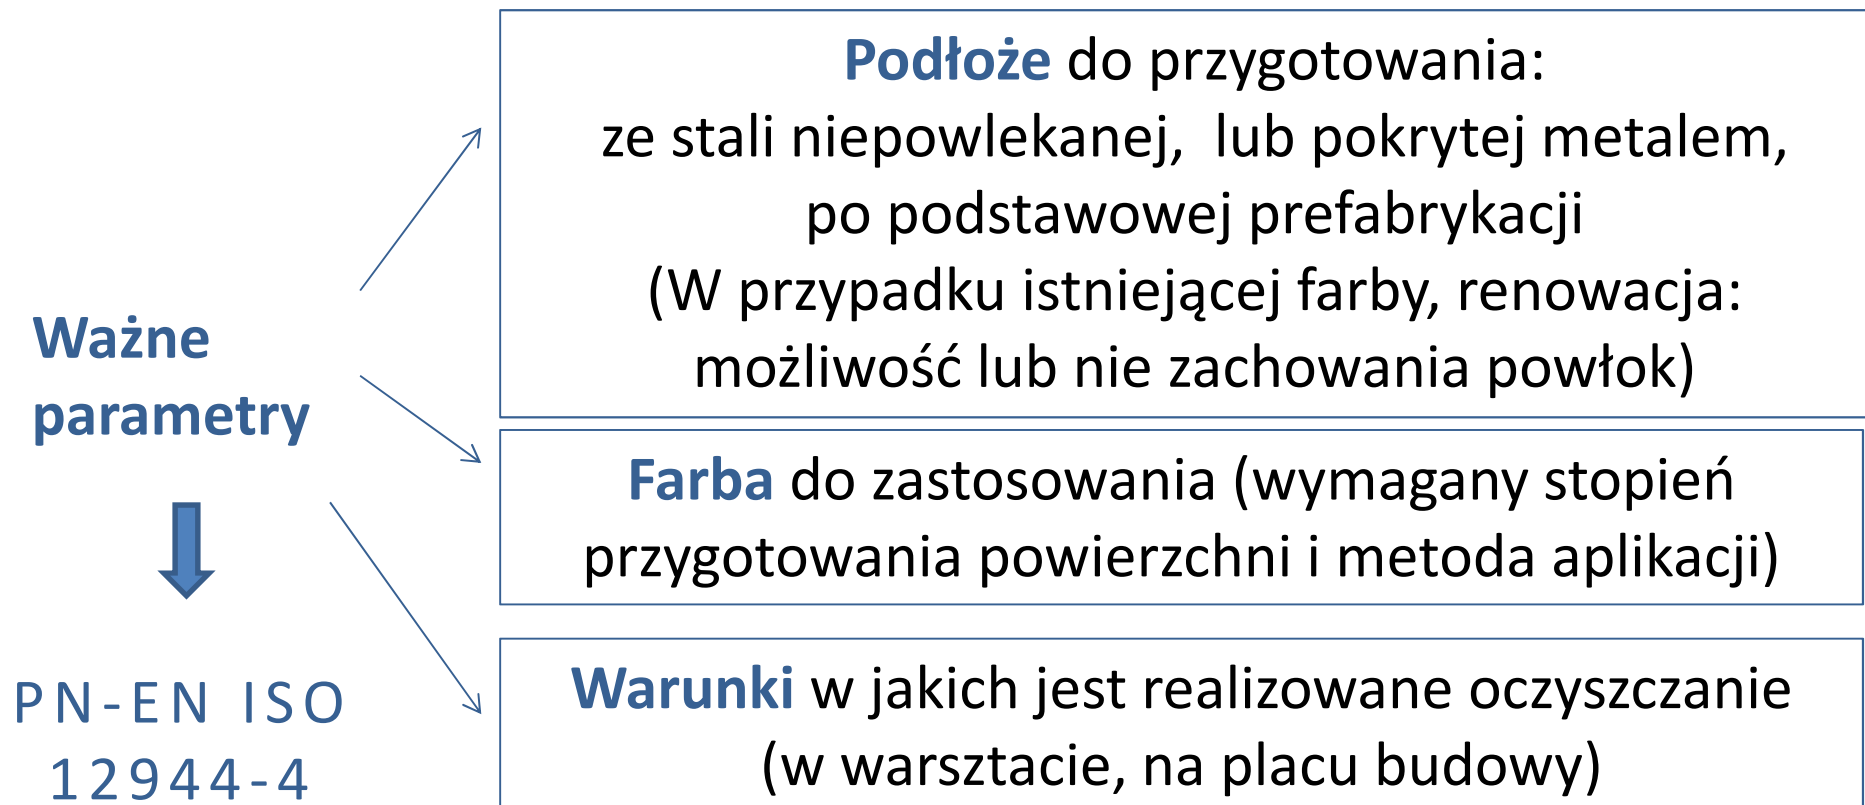 Ważne
parametry
PN-EN ISO
12944-4
Podłoże do przygotowania:
ze stali niepowlekanej, lub pokrytej metalem,
po podstawowej prefabrykacji
(W przypadku istniejącej farby, renowacja:
możliwość lub nie zachowania powłok)
Farba do zastosowania (wymagany stopień
przygotowania powierzchni i metoda aplikacji)
Warunki w jakich jest realizowane oczyszczanie
(w warsztacie, na placu budowy)